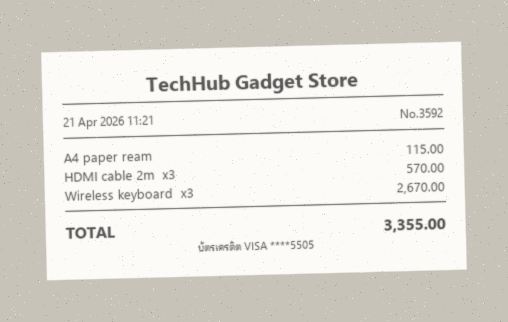 TechHub Gadget Store
21 Apr 2026 11:21 No.3592
A4 paper ream 115.00
HDMI cable 2m x3 570.00
Wireless keyboard x3 2,670.00
TOTAL 3,355.00
บัตรเครดิต VISA ****5505